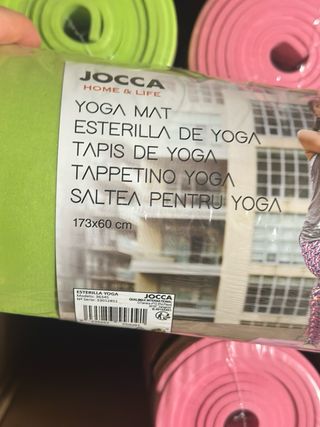 JOCCA
HOME & LIFE
YOGA MAT
ESTERILLA DE YOGA
TAPIS DE YOGA
TAPPETINO YOGA
SALTEA PENTRU YOGA
173x60 cm
ESTERILLA YOGA
JOCCA